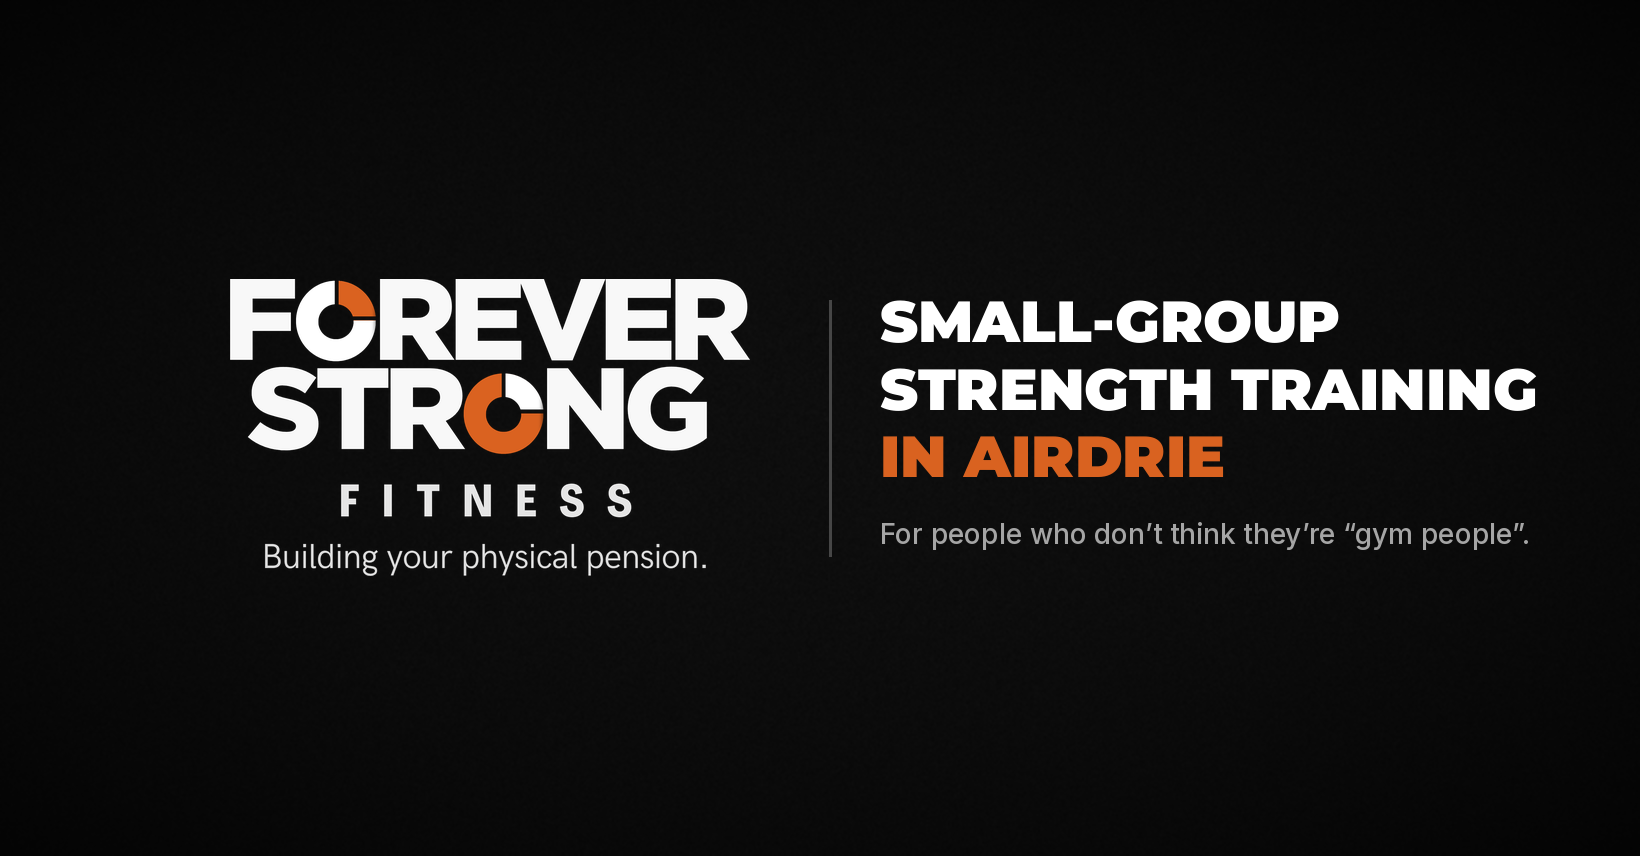 FOREVER
STRONG
FITNESS
Building your physical pension.
SMALL-GROUP
STRENGTH TRAINING
IN AIRDRIE
For people who don’t think they’re “gym people”.